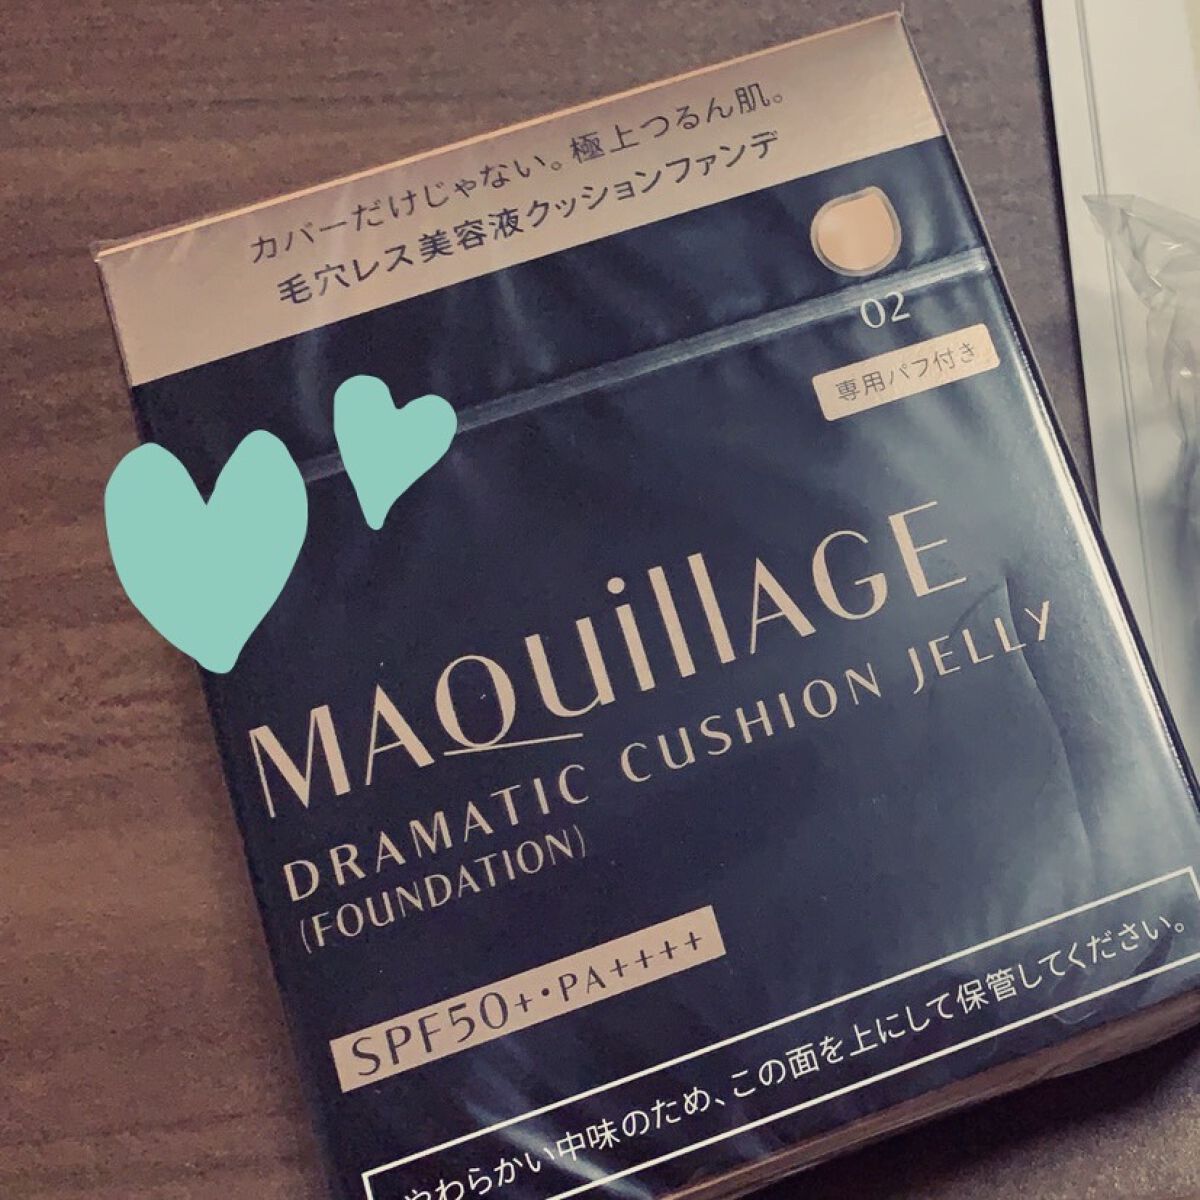 カバーだけじゃない。極上つるん肌。
毛穴レス美容液クッションファンデ
02
専用パフ付き
MAQuillAGE
DRAMATIC CUSHION JELLY
(FOUNDATION)
SPF50+・PA++++
やわらかい中味のため、この面を上にして保管してください。